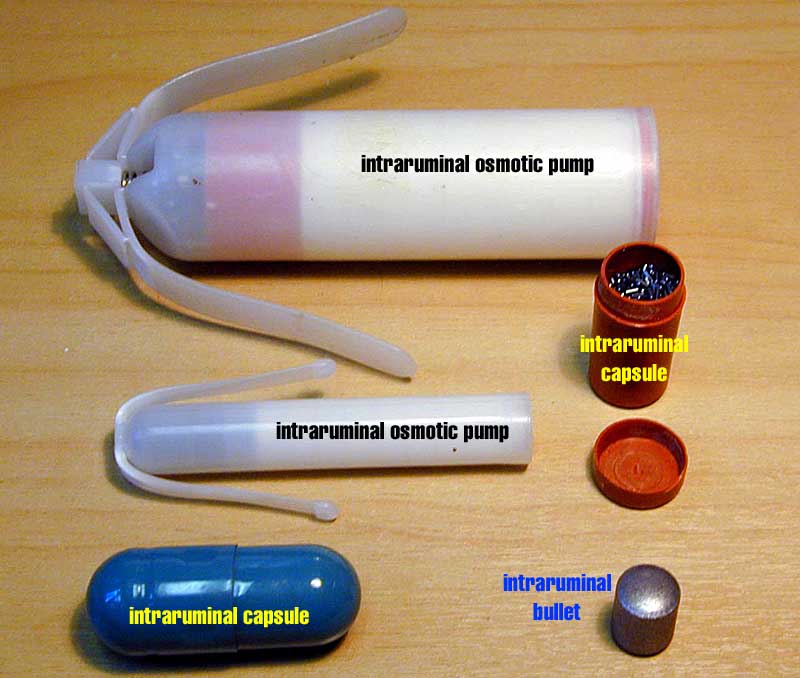 intraruminal osmotic pump
intraruminal
capsule
intraruminal osmotic pump
intraruminal capsule
intraruminal
bullet